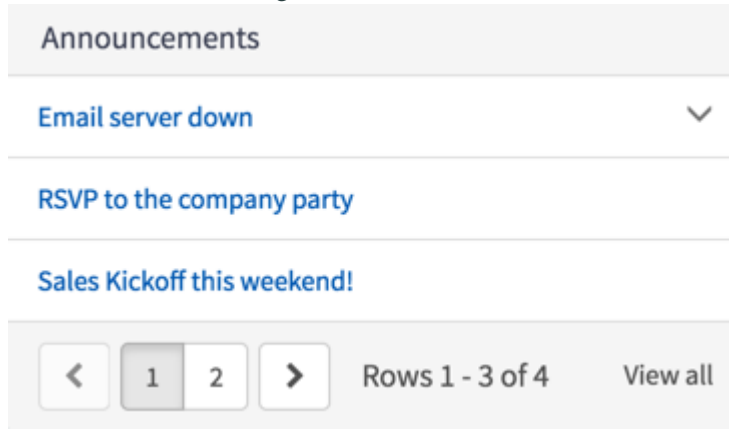 Announcements
Email server down
RSVP to the company party
Sales Kickoff this weekend!
1 2 Rows 1 - 3 of 4 View all